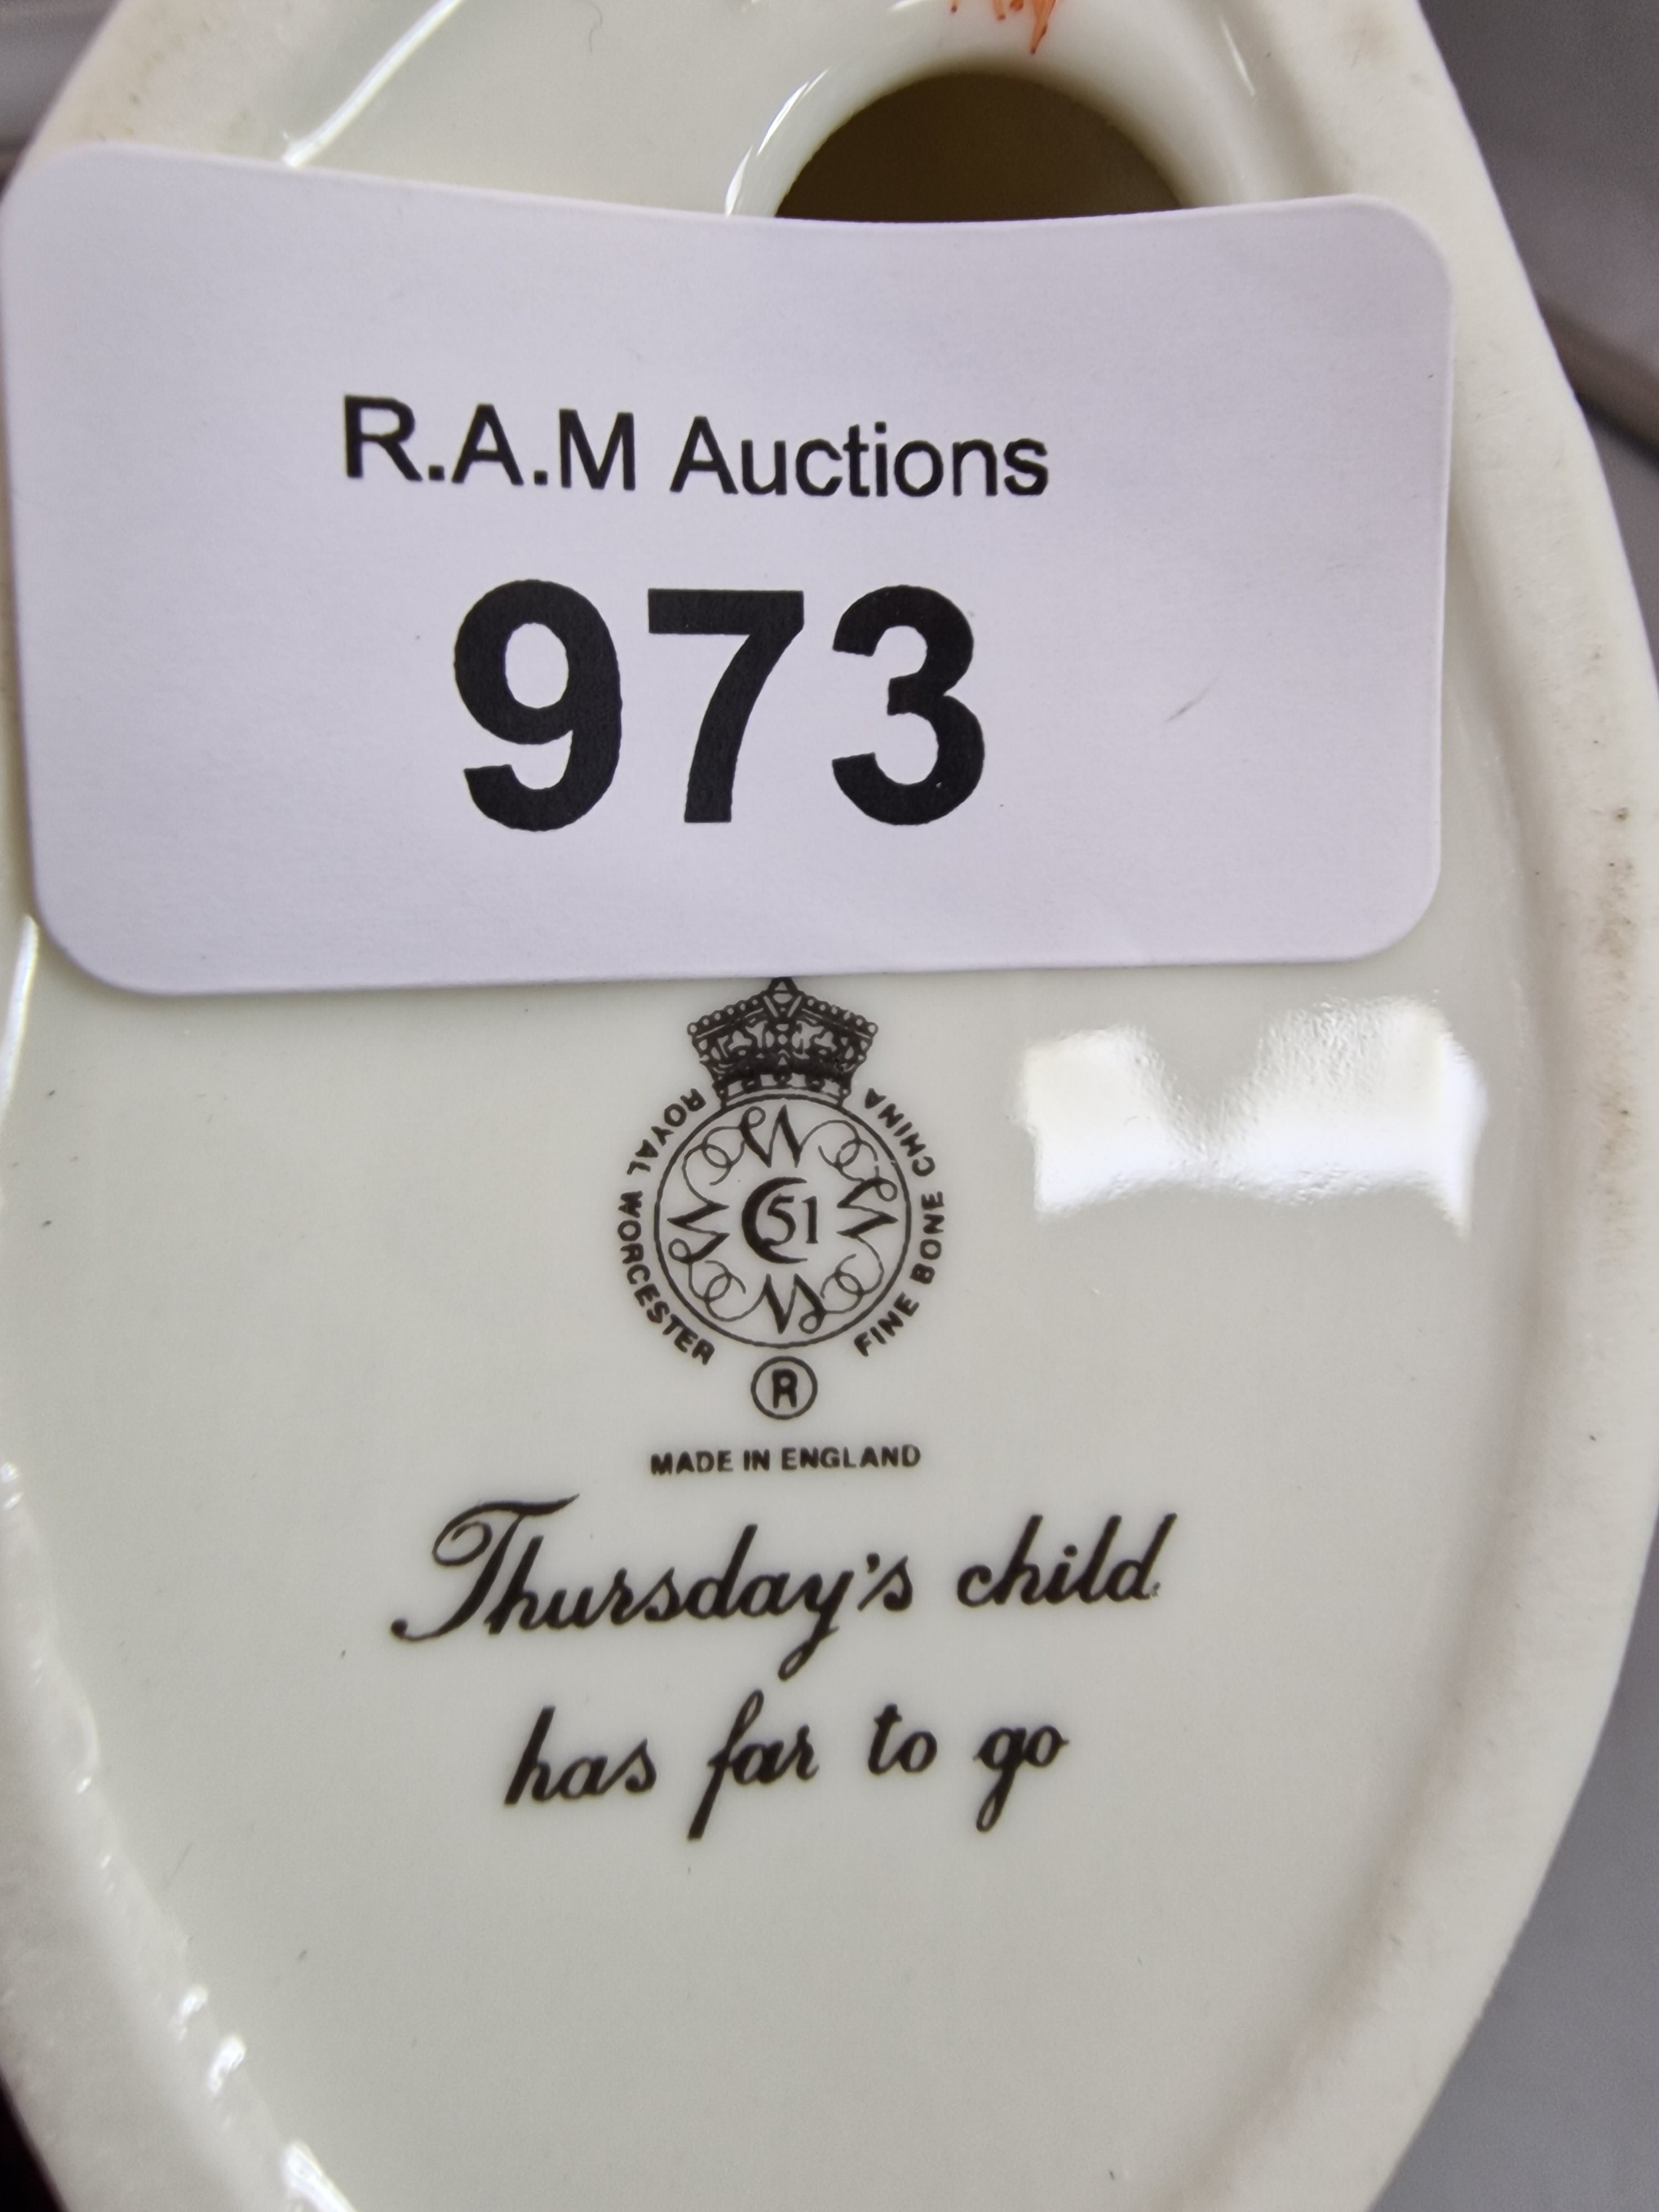 R.A.M Auctions
973
ROYAL WORCESTER
FINE BONE CHINA
51
R
MADE IN ENGLAND
Thursday's child
has far to go